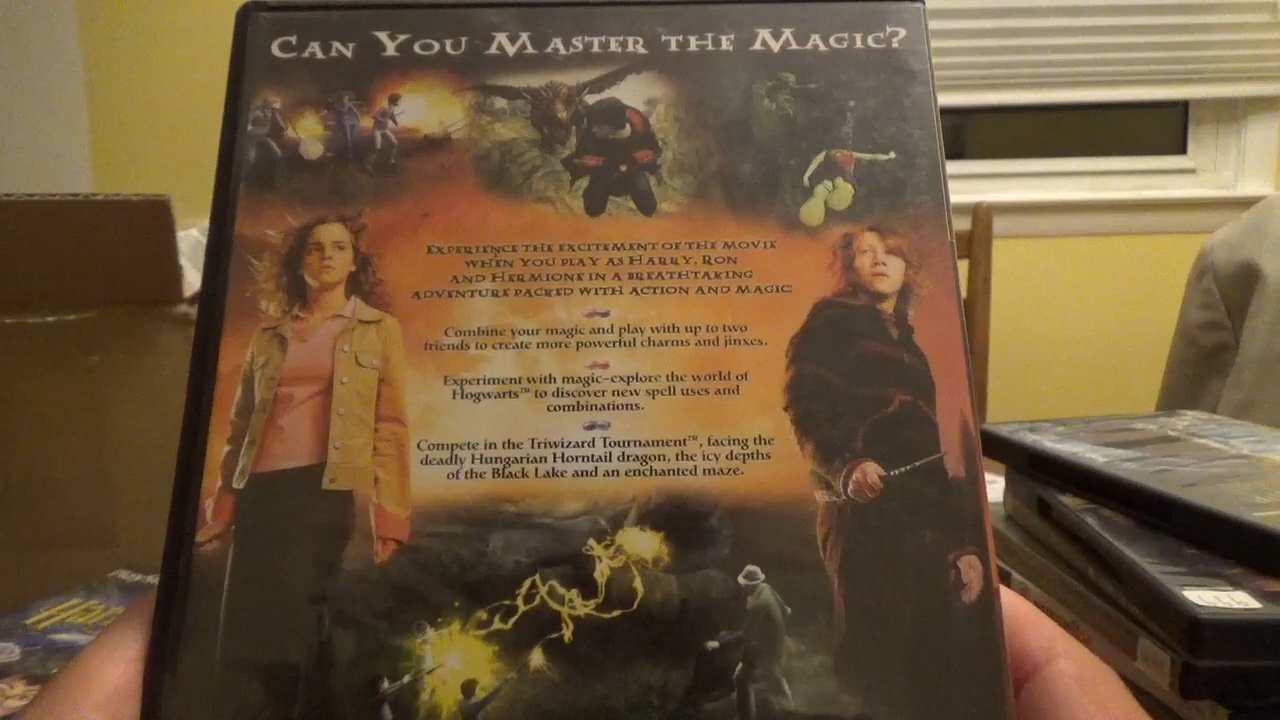 CAN YOU MASTER THE MAGIC?
EXPERIENCE THE EXCITEMENT OF THE MOVIE
WHEN YOU PLAY AS HARRY, RON
AND HERMIONE IN A BREATHTAKING
ADVENTURE PACKED WITH ACTION AND MAGIC:
Combine your magic and play with up to two
friends to create more powerful charms and jinxes.
Experiment with magic–explore the world of
Hogwarts™ to discover new spell uses and
combinations.
Compete in the Triwizard Tournament™, facing the
deadly Hungarian Horntail dragon, the icy depths
of the Black Lake and an enchanted maze.